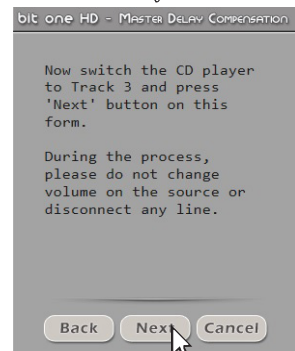 bit one HD - Master Delay Compensation
Now switch the CD player
to Track 3 and press
'Next' button on this
form.
During the process,
please do not change
volume on the source or
disconnect any line.
Back Next Cancel